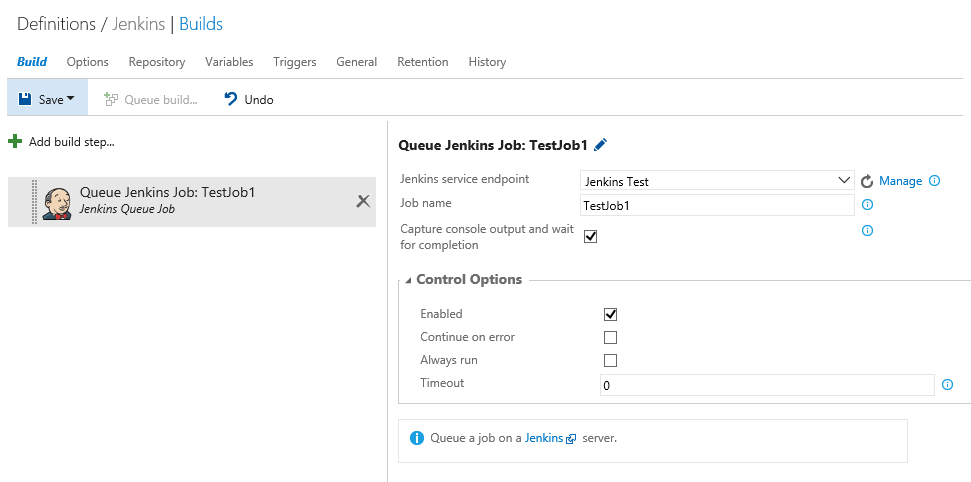 Definitions / Jenkins | Builds
Build Options Repository Variables Triggers General Retention History
Save Queue build... Undo
Add build step...
Queue Jenkins Job: TestJob1
Jenkins Queue Job
Queue Jenkins Job: TestJob1
Jenkins service endpoint Jenkins Test Manage
Job name TestJob1
Capture console output and wait
for completion
Control Options
Enabled
Continue on error
Always run
Timeout 0
Queue a job on a Jenkins server.